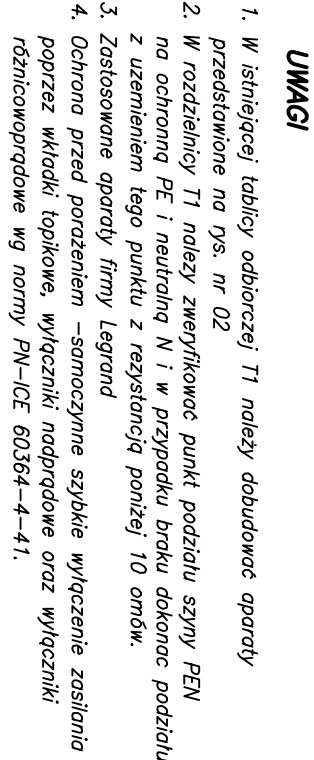 UWAGI
1. W istniejącej tablicy odbiorczej T1 należy dobudować aparaty
przedstawione na rys. nr 02
2. W rozdzielnicy T1 nalezy zweryfikować punkt podziału szyny PEN
na ochronną PE i neutralną N i w przypadku braku dokonac podziału
z uzemieniem tego punktu z rezystancją poniżej 10 omów.
3. Zastosowane aparaty firmy Legrand
4. Ochrona przed porażeniem –samoczynne szybkie wyłączenie zasilania
poprzez wkładki topikowe, wyłączniki nadprądowe oraz wyłączniki
różnicowoprądowe wg normy PN–ICE 60364–4–41.